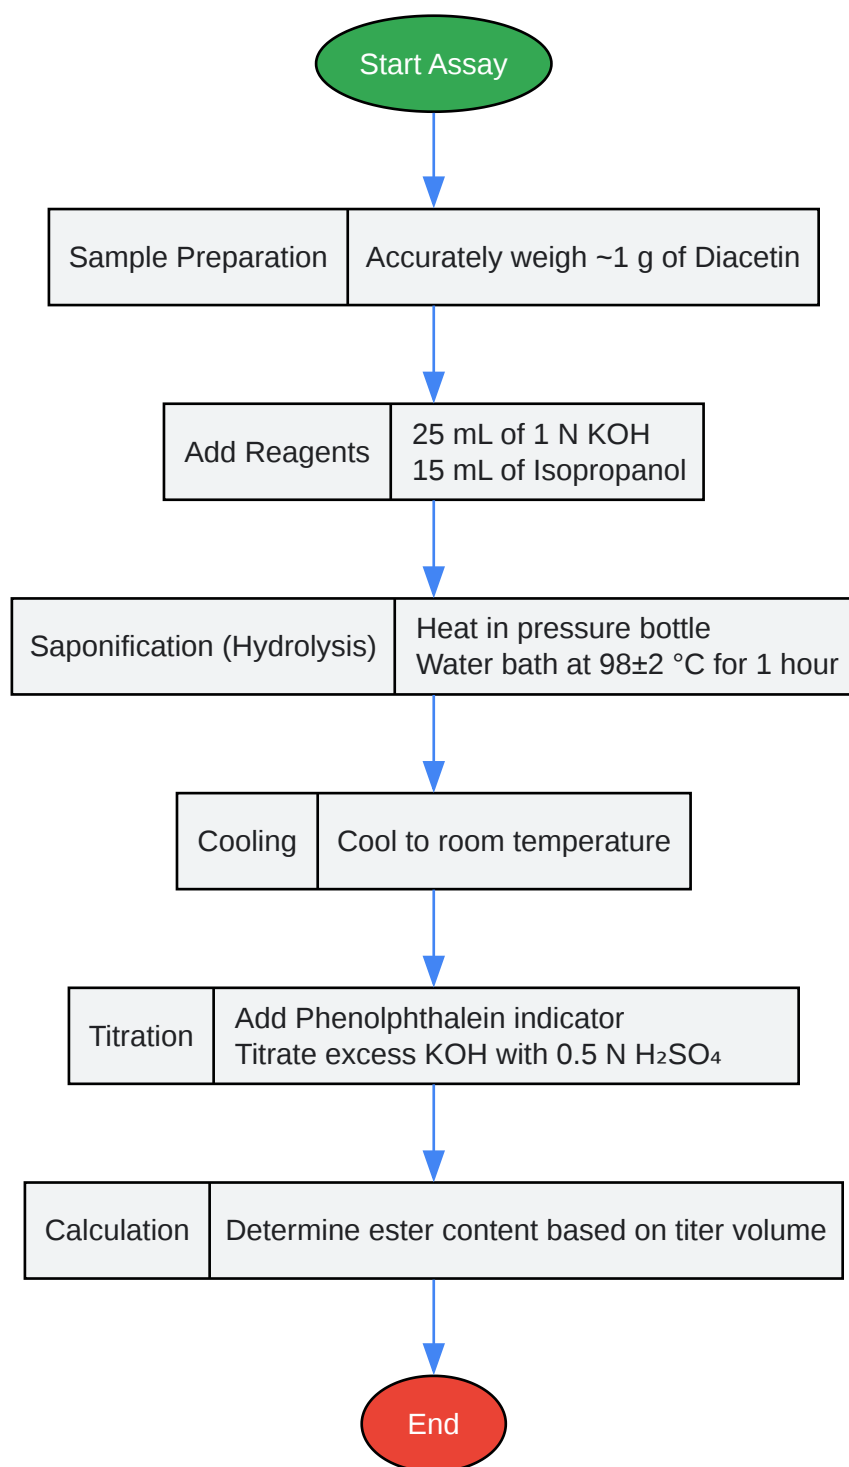 Start Assay
Sample Preparation
Accurately weigh ~1 g of Diacetin
Add Reagents
25 mL of 1 N KOH
15 mL of Isopropanol
Saponification (Hydrolysis)
Heat in pressure bottle
Water bath at 98±2 °C for 1 hour
Cooling
Cool to room temperature
Titration
Add Phenolphthalein indicator
Titrate excess KOH with 0.5 N H₂SO₄
Calculation
Determine ester content based on titer volume
End